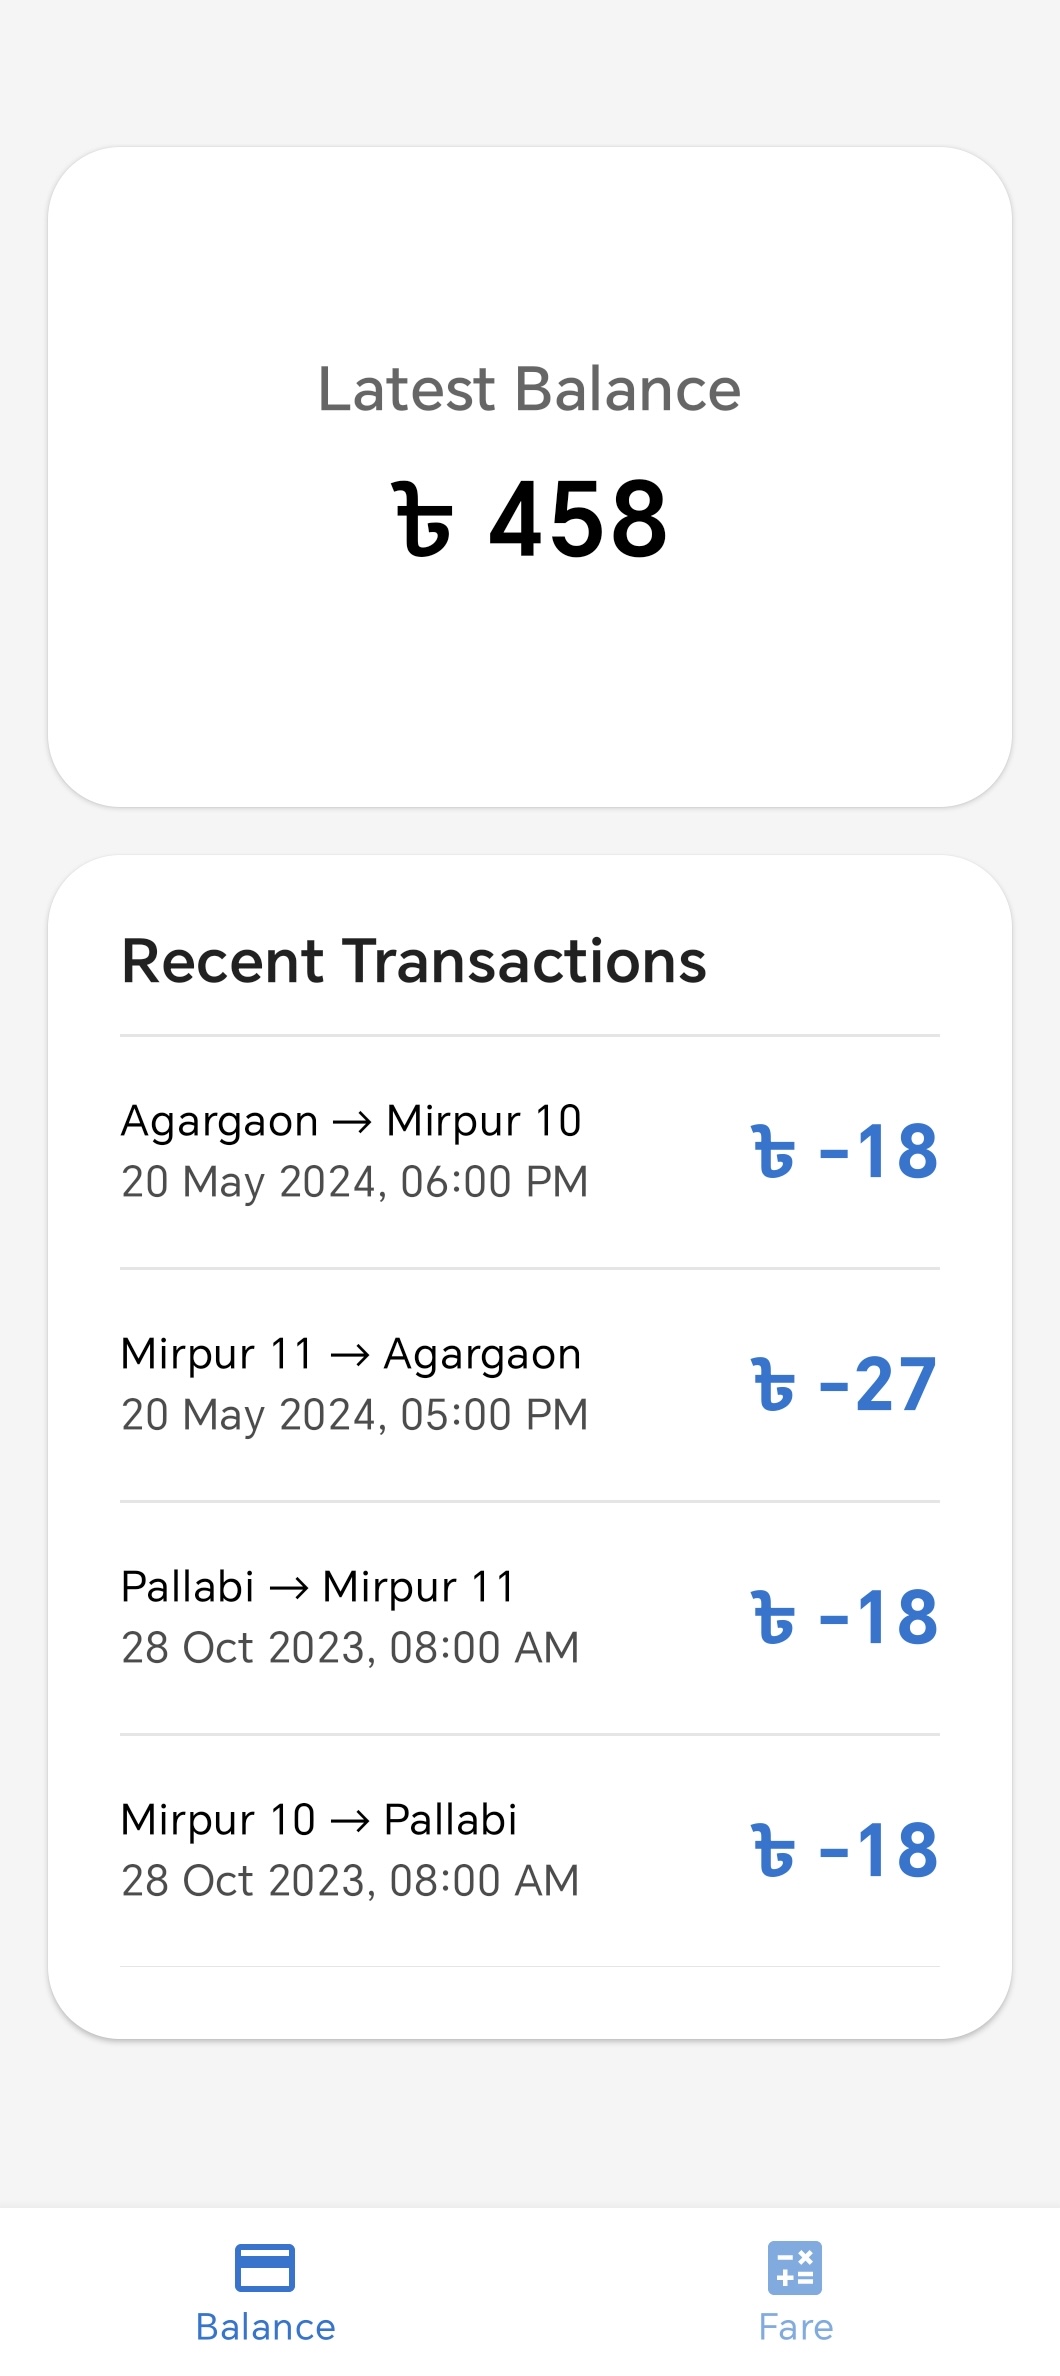 Latest Balance
৳ 458
Recent Transactions
Agargaon → Mirpur 10
20 May 2024, 06:00 PM
৳ -18
Mirpur 11 → Agargaon
20 May 2024, 05:00 PM
৳ -27
Pallabi → Mirpur 11
28 Oct 2023, 08:00 AM
৳ -18
Mirpur 10 → Pallabi
28 Oct 2023, 08:00 AM
৳ -18
Balance
Fare